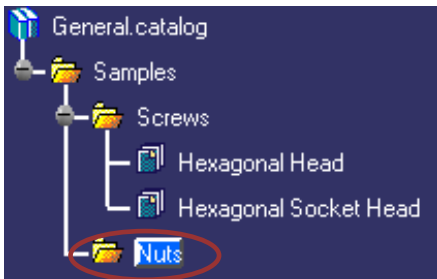 General.catalog
Samples
Screws
Hexagonal Head
Hexagonal Socket Head
Nuts